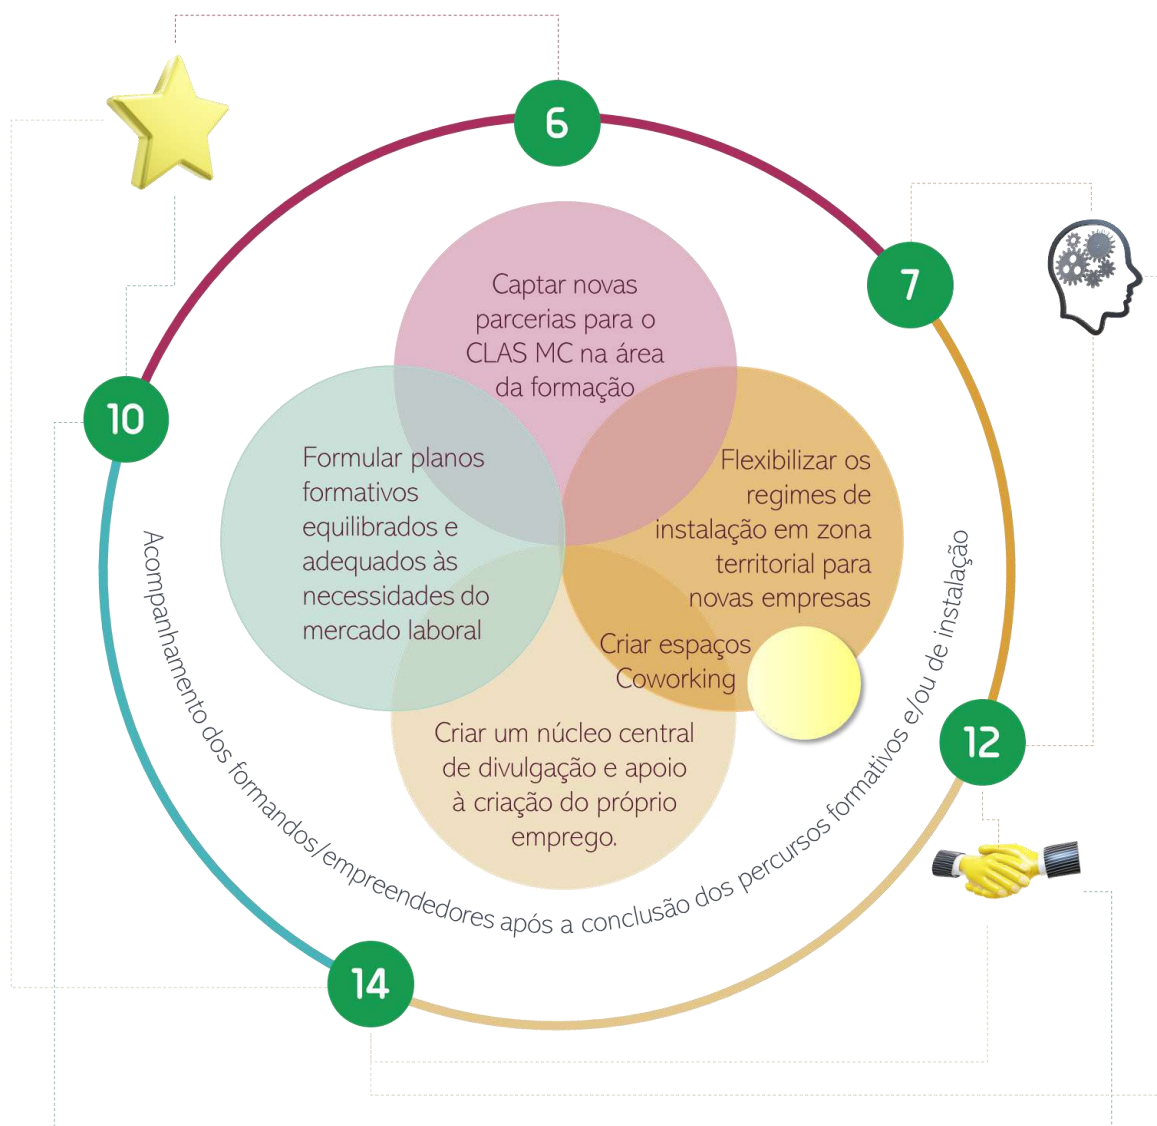 6
7
Captar novas
parcerias para o
CLAS MC na área
da formação
10
Formular planos
formativos
equilibrados e
adequados às
necessidades do
mercado laboral
Flexibilizar os
regimes de
instalação em zona
territorial para
novas empresas
Criar espaços
Coworking
Criar um núcleo central
de divulgação e apoio
à criação do próprio
emprego.
12
Acompanhamento dos formandos/empreendedores após a conclusão dos percursos formativos e/ou de instalação
14